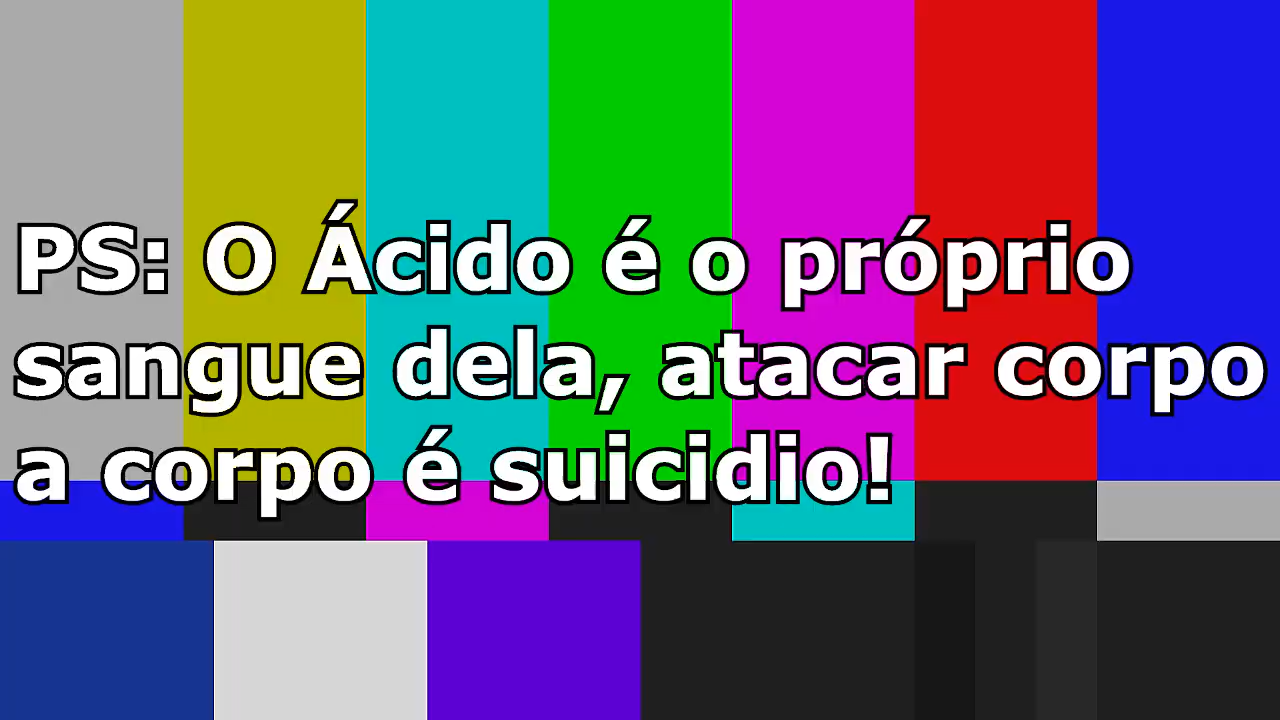 PS: O Ácido é o próprio
sangue dela, atacar corpo
a corpo é suicidio!